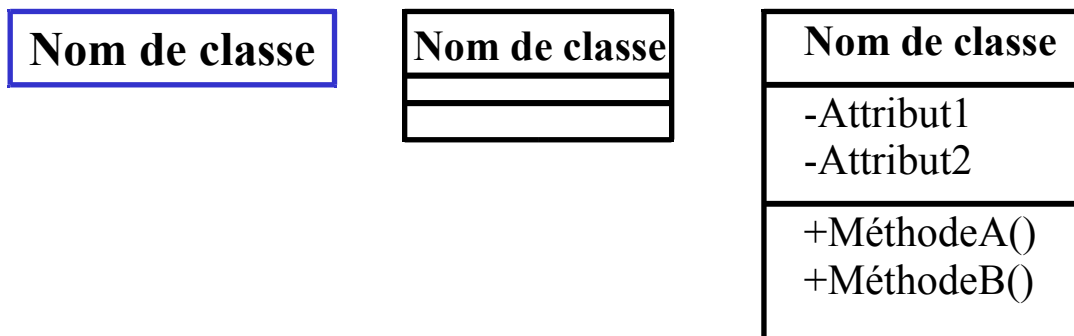 Nom de classe
Nom de classe
Nom de classe
-Attribut1
-Attribut2
+MéthodeA()
+MéthodeB()